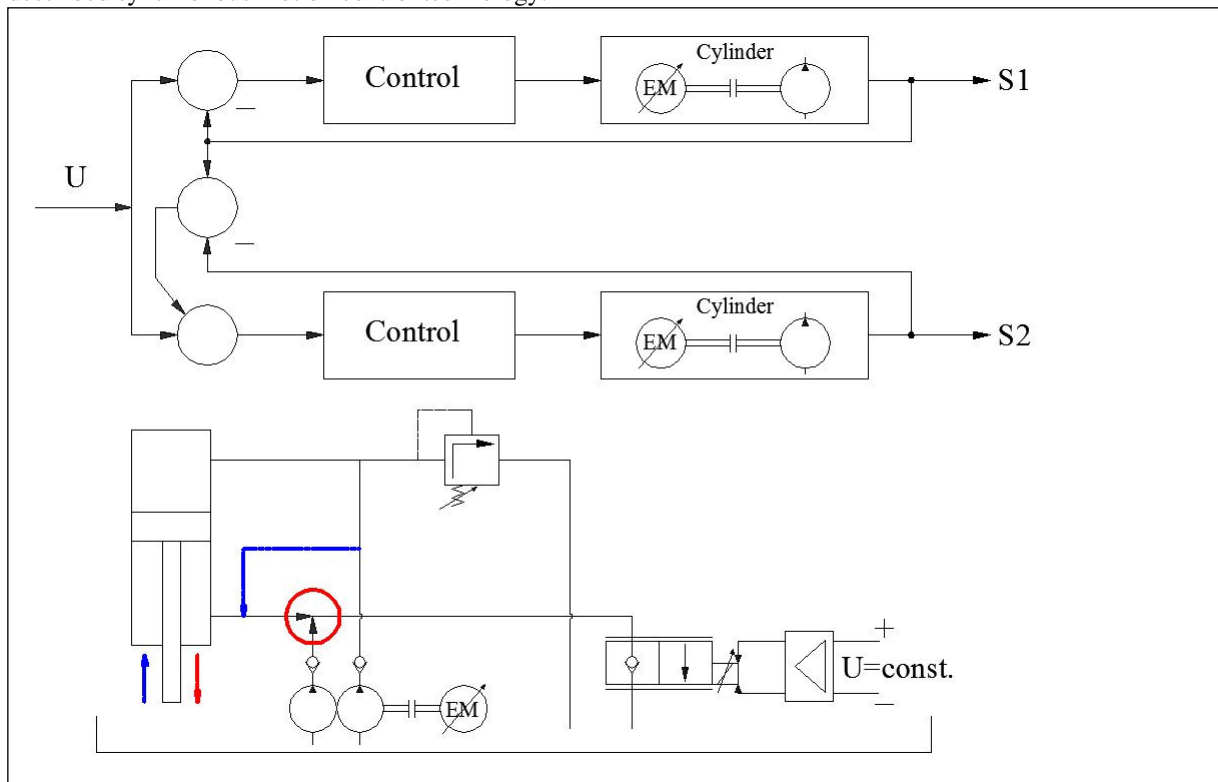 Cylinder
Control
EM
S1
–
U
–
Cylinder
Control
EM
S2
+
U=const.
–
EM